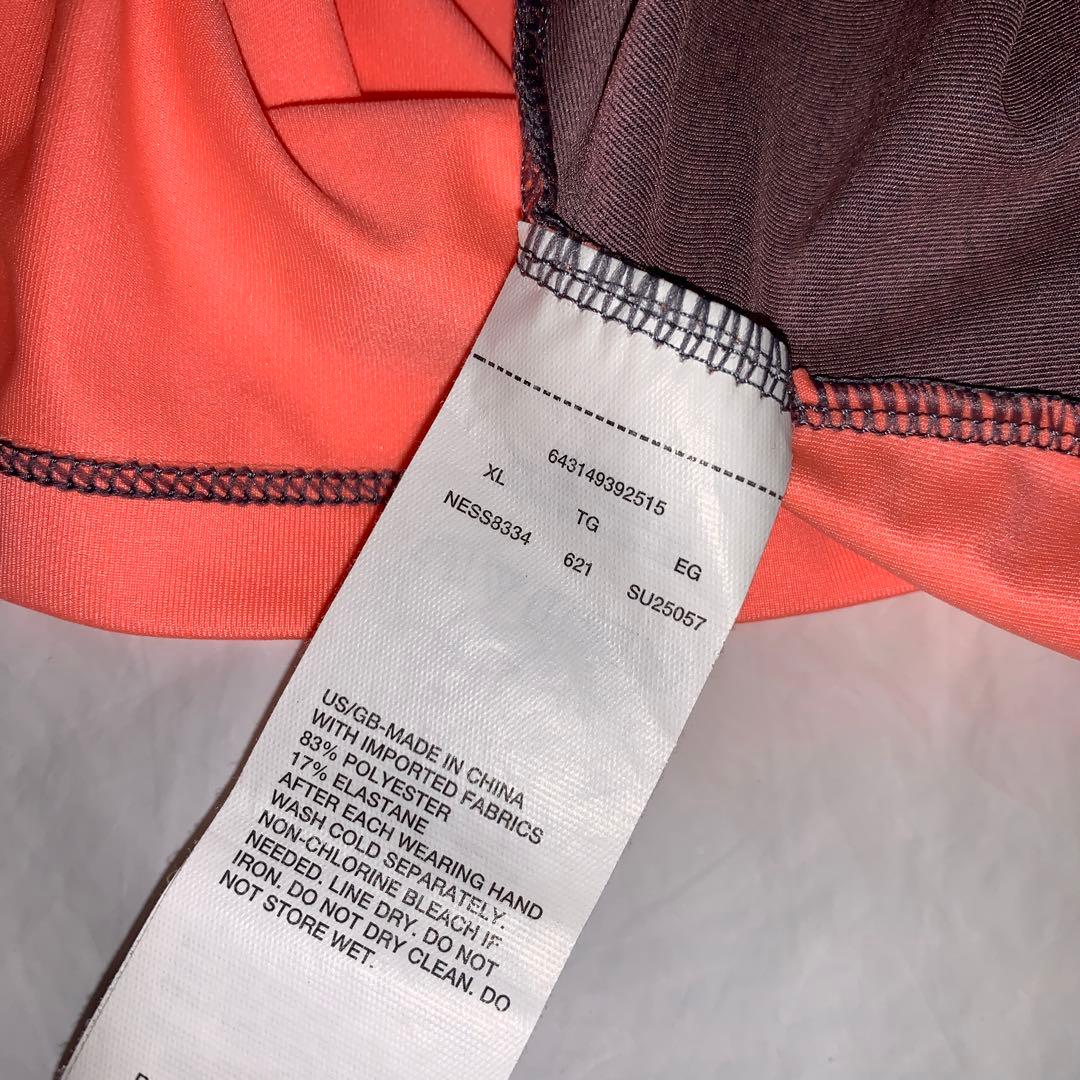 643149392515
XL TG EG
NESS8334 621 SU25057
US/GB-MADE IN CHINA
WITH IMPORTED FABRICS
83% POLYESTER
17% ELASTANE
AFTER EACH WEARING HAND
WASH COLD SEPARATELY.
NON-CHLORINE BLEACH IF
NEEDED. LINE DRY. DO NOT
IRON. DO NOT DRY CLEAN. DO
NOT STORE WET.